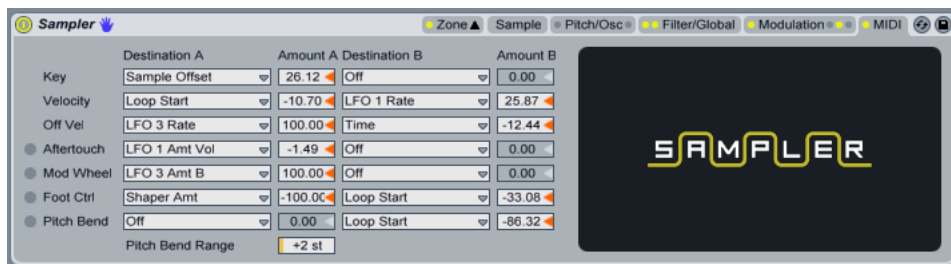 Sampler Zone Sample Pitch/Osc Filter/Global Modulation MIDI
Destination A Amount A Destination B Amount B
Key Sample Offset 26.12 Off 0.00
Velocity Loop Start -10.70 LFO 1 Rate 25.87
Off Vel LFO 3 Rate 100.00 Time -12.44
Aftertouch LFO 1 Amt Vol -1.49 Off 0.00
Mod Wheel LFO 3 Amt B 100.00 Off 0.00
Foot Ctrl Shaper Amt -100.00 Loop Start -33.08
Pitch Bend Off 0.00 Loop Start -86.32
Pitch Bend Range +2 st
SAMPLER